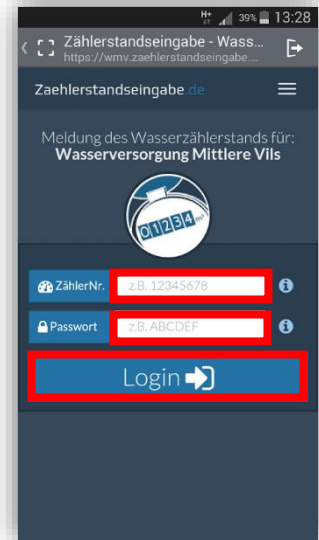 H+ 39% 13:28
Zählerstandseingabe - Wass...
https://wmv.zaehlerstandseingabe....
Zaehlerstandseingabe.de
Meldung des Wasserzählerstands für:
Wasserversorgung Mittlere Vils
01234 m³
ZählerNr. z.B. 12345678
Passwort z.B. ABCDEF
Login